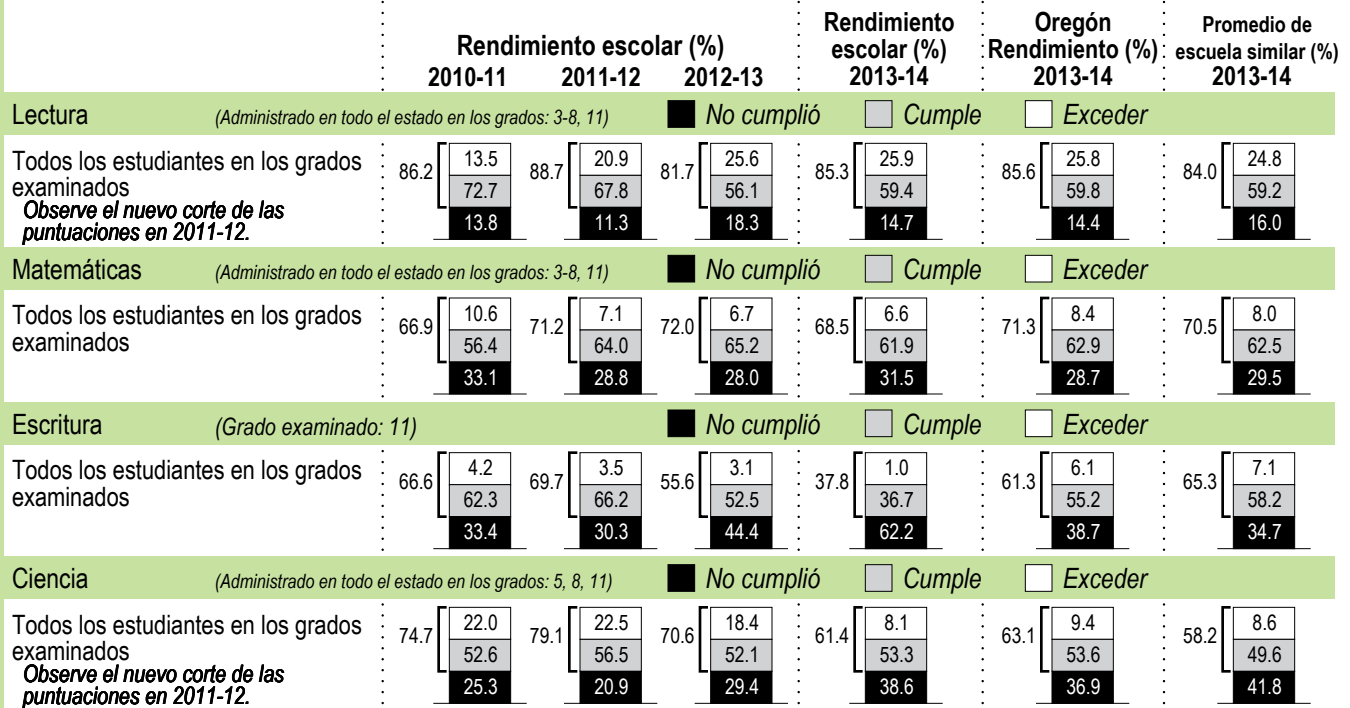 Rendimiento escolar (%)
2010-11 2011-12 2012-13
Rendimiento
escolar (%)
2013-14
Oregón
Rendimiento (%)
2013-14
Promedio de
escuela similar (%)
2013-14
Lectura (Administrado en todo el estado en los grados: 3-8, 11) No cumplió Cumple Exceder
Todos los estudiantes en los grados
examinados
Observe el nuevo corte de las
puntuaciones en 2011-12.
86.2 13.5 72.7 13.8
88.7 20.9 67.8 11.3
81.7 25.6 56.1 18.3
85.3 25.9 59.4 14.7
85.6 25.8 59.8 14.4
84.0 24.8 59.2 16.0
Matemáticas (Administrado en todo el estado en los grados: 3-8, 11) No cumplió Cumple Exceder
Todos los estudiantes en los grados
examinados
66.9 10.6 56.4 33.1
71.2 7.1 64.0 28.8
72.0 6.7 65.2 28.0
68.5 6.6 61.9 31.5
71.3 8.4 62.9 28.7
70.5 8.0 62.5 29.5
Escritura (Grado examinado: 11) No cumplió Cumple Exceder
Todos los estudiantes en los grados
examinados
66.6 4.2 62.3 33.4
69.7 3.5 66.2 30.3
55.6 3.1 52.5 44.4
37.8 1.0 36.7 62.2
61.3 6.1 55.2 38.7
65.3 7.1 58.2 34.7
Ciencia (Administrado en todo el estado en los grados: 5, 8, 11) No cumplió Cumple Exceder
Todos los estudiantes en los grados
examinados
Observe el nuevo corte de las
puntuaciones en 2011-12.
74.7 22.0 52.6 25.3
79.1 22.5 56.5 20.9
70.6 18.4 52.1 29.4
61.4 8.1 53.3 38.6
63.1 9.4 53.6 36.9
58.2 8.6 49.6 41.8